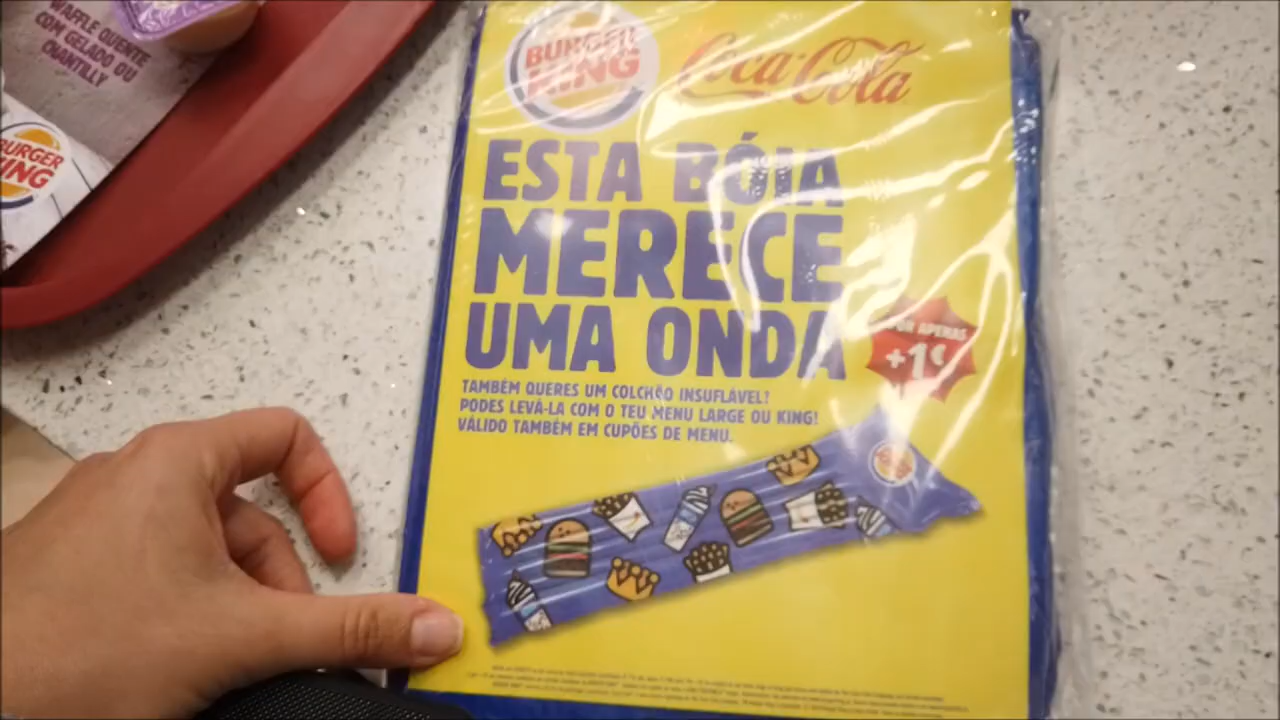 WAFFLE QUENTE
COM GELADO OU
CHANTILLY
BURGER
KING
BURGER
KING
Coca-Cola
ESTA BÓIA
MERECE
UMA ONDA
POR APENAS
+1€
TAMBÉM QUERES UM COLCHÃO INSUFLÁVEL!
PODES LEVÁ-LA COM O TEU MENU LARGE OU KING!
VÁLIDO TAMBÉM EM CUPÕES DE MENU.